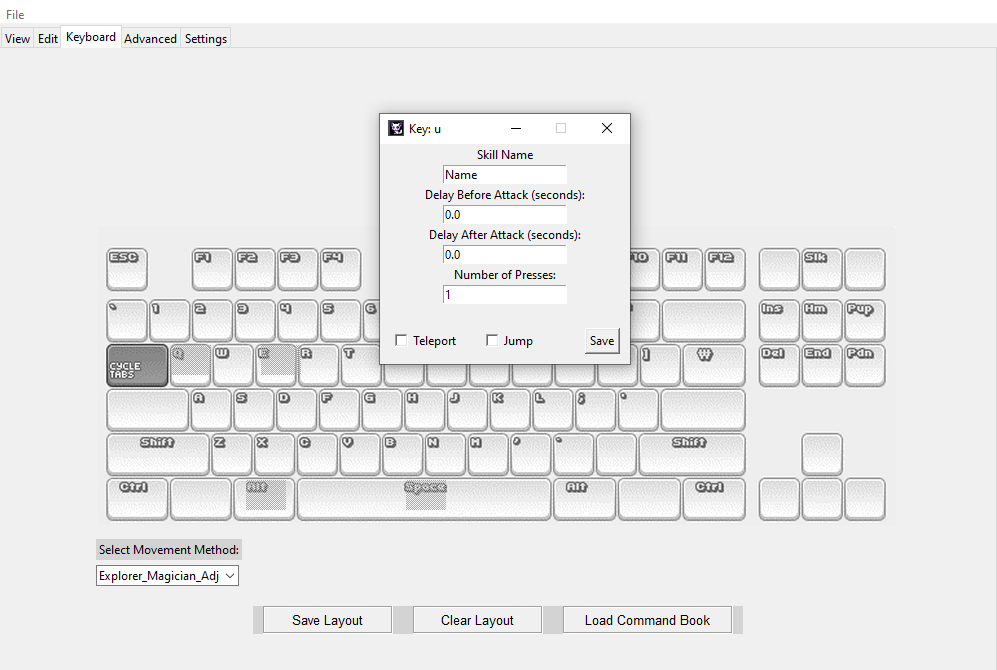 File
View Edit Keyboard Advanced Settings
Key: u
Skill Name
Name
Delay Before Attack (seconds):
0.0
Delay After Attack (seconds):
0.0
Number of Presses:
1
Teleport Jump Save
ESC F1 F2 F3 F4 F11 F12 Slk
` 1 2 3 4 5 6 Ins Hm Pup
CYCLE
TABS
Q W E R T ] ₩ Del End Pdn
A S D F G H J K L ; '
Shift Z X C V B N M Shift
Ctrl Alt Space Alt Ctrl
Select Movement Method:
Explorer_Magician_Adj
Save Layout Clear Layout Load Command Book